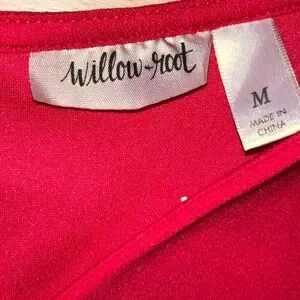 Willow + root
M
MADE IN
CHINA